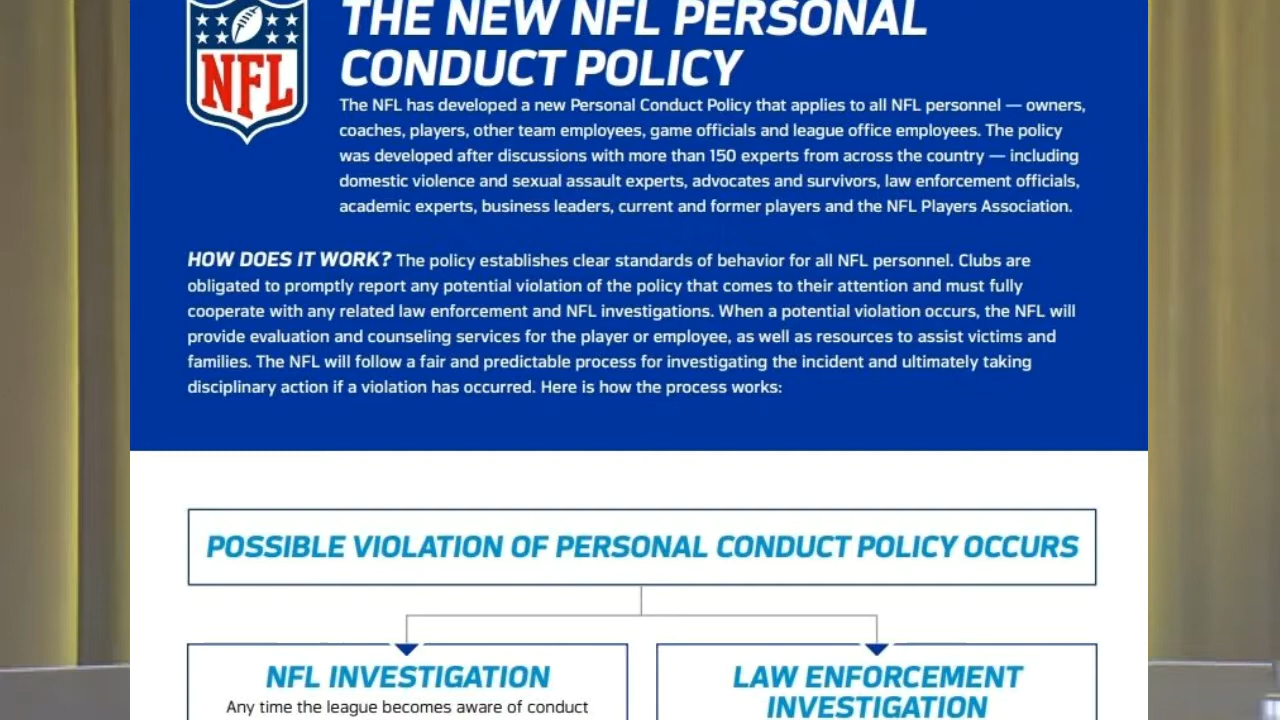 NFL
THE NEW NFL PERSONAL
CONDUCT POLICY
The NFL has developed a new Personal Conduct Policy that applies to all NFL personnel — owners,
coaches, players, other team employees, game officials and league office employees. The policy
was developed after discussions with more than 150 experts from across the country — including
domestic violence and sexual assault experts, advocates and survivors, law enforcement officials,
academic experts, business leaders, current and former players and the NFL Players Association.
HOW DOES IT WORK? The policy establishes clear standards of behavior for all NFL personnel. Clubs are
obligated to promptly report any potential violation of the policy that comes to their attention and must fully
cooperate with any related law enforcement and NFL investigations. When a potential violation occurs, the NFL will
provide evaluation and counseling services for the player or employee, as well as resources to assist victims and
families. The NFL will follow a fair and predictable process for investigating the incident and ultimately taking
disciplinary action if a violation has occurred. Here is how the process works:
POSSIBLE VIOLATION OF PERSONAL CONDUCT POLICY OCCURS
NFL INVESTIGATION
Any time the league becomes aware of conduct
LAW ENFORCEMENT
INVESTIGATION